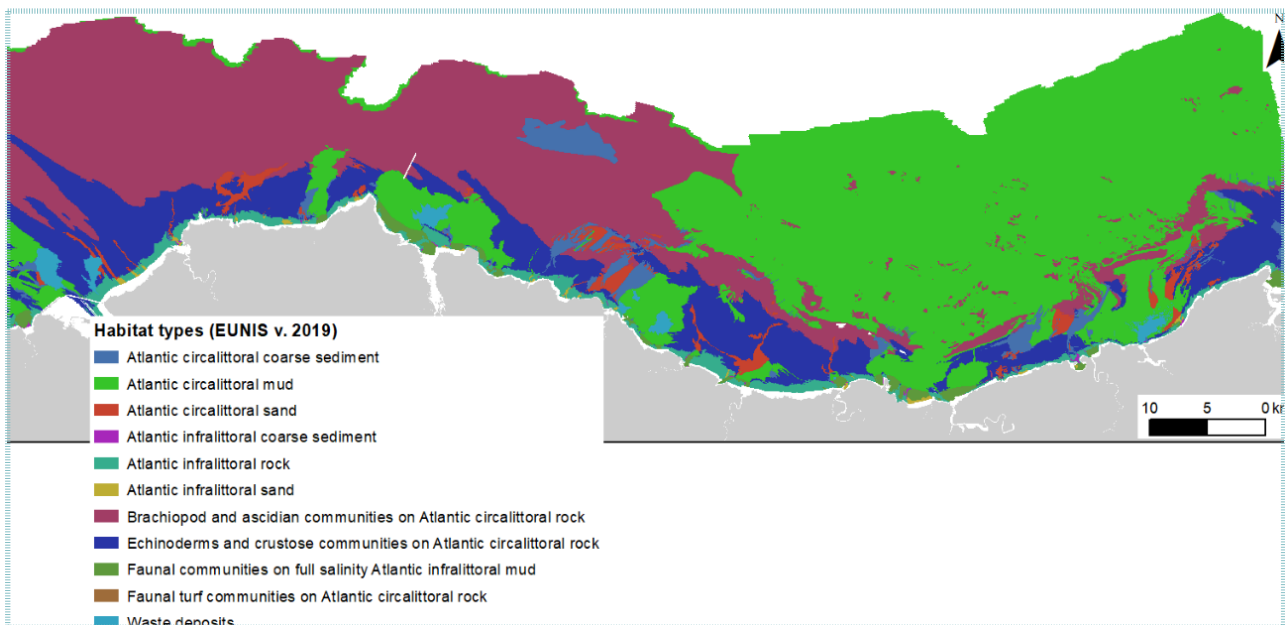 N
Habitat types (EUNIS v. 2019)
Atlantic circalittoral coarse sediment
Atlantic circalittoral mud
Atlantic circalittoral sand
Atlantic infralittoral coarse sediment
Atlantic infralittoral rock
Atlantic infralittoral sand
Brachiopod and ascidian communities on Atlantic circalittoral rock
Echinoderms and crustose communities on Atlantic circalittoral rock
Faunal communities on full salinity Atlantic infralittoral mud
Faunal turf communities on Atlantic circalittoral rock
Waste deposits
10 5 0 k